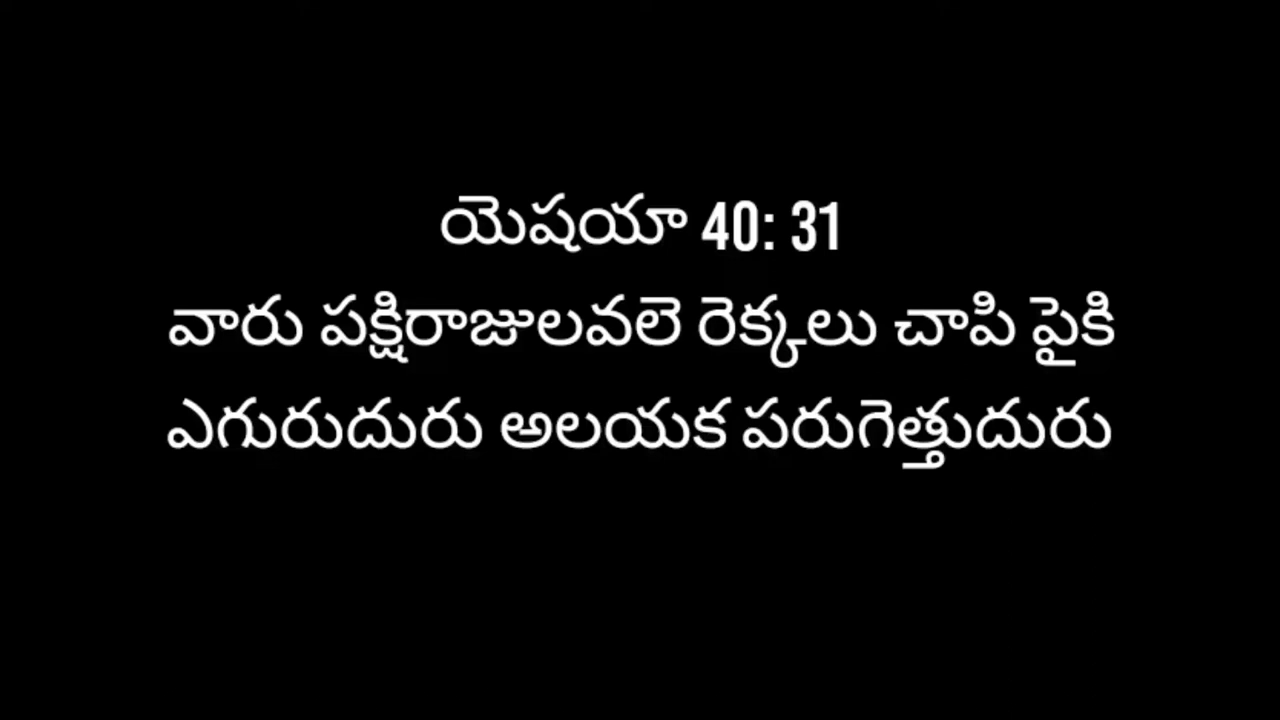 యెషయా 40: 31
వారు పక్షిరాజులవలె రెక్కలు చాపి పైకి
ఎగురుదురు అలయక పరుగెత్తుదురు